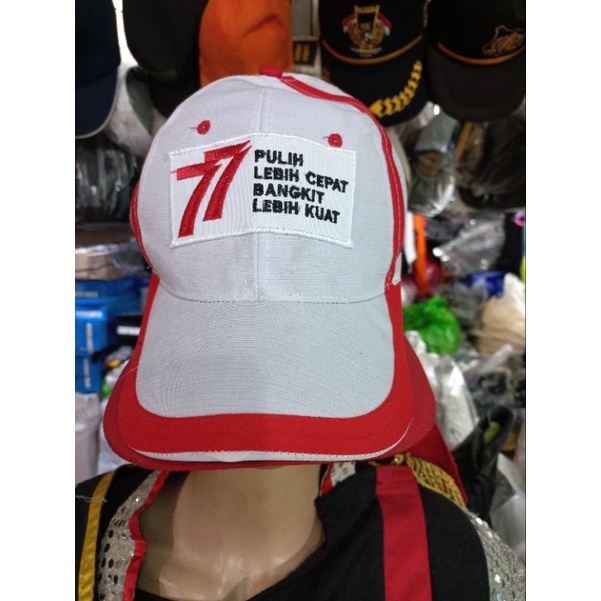 77
PULIH
LEBIH CEPAT
BANGKIT
LEBIH KUAT